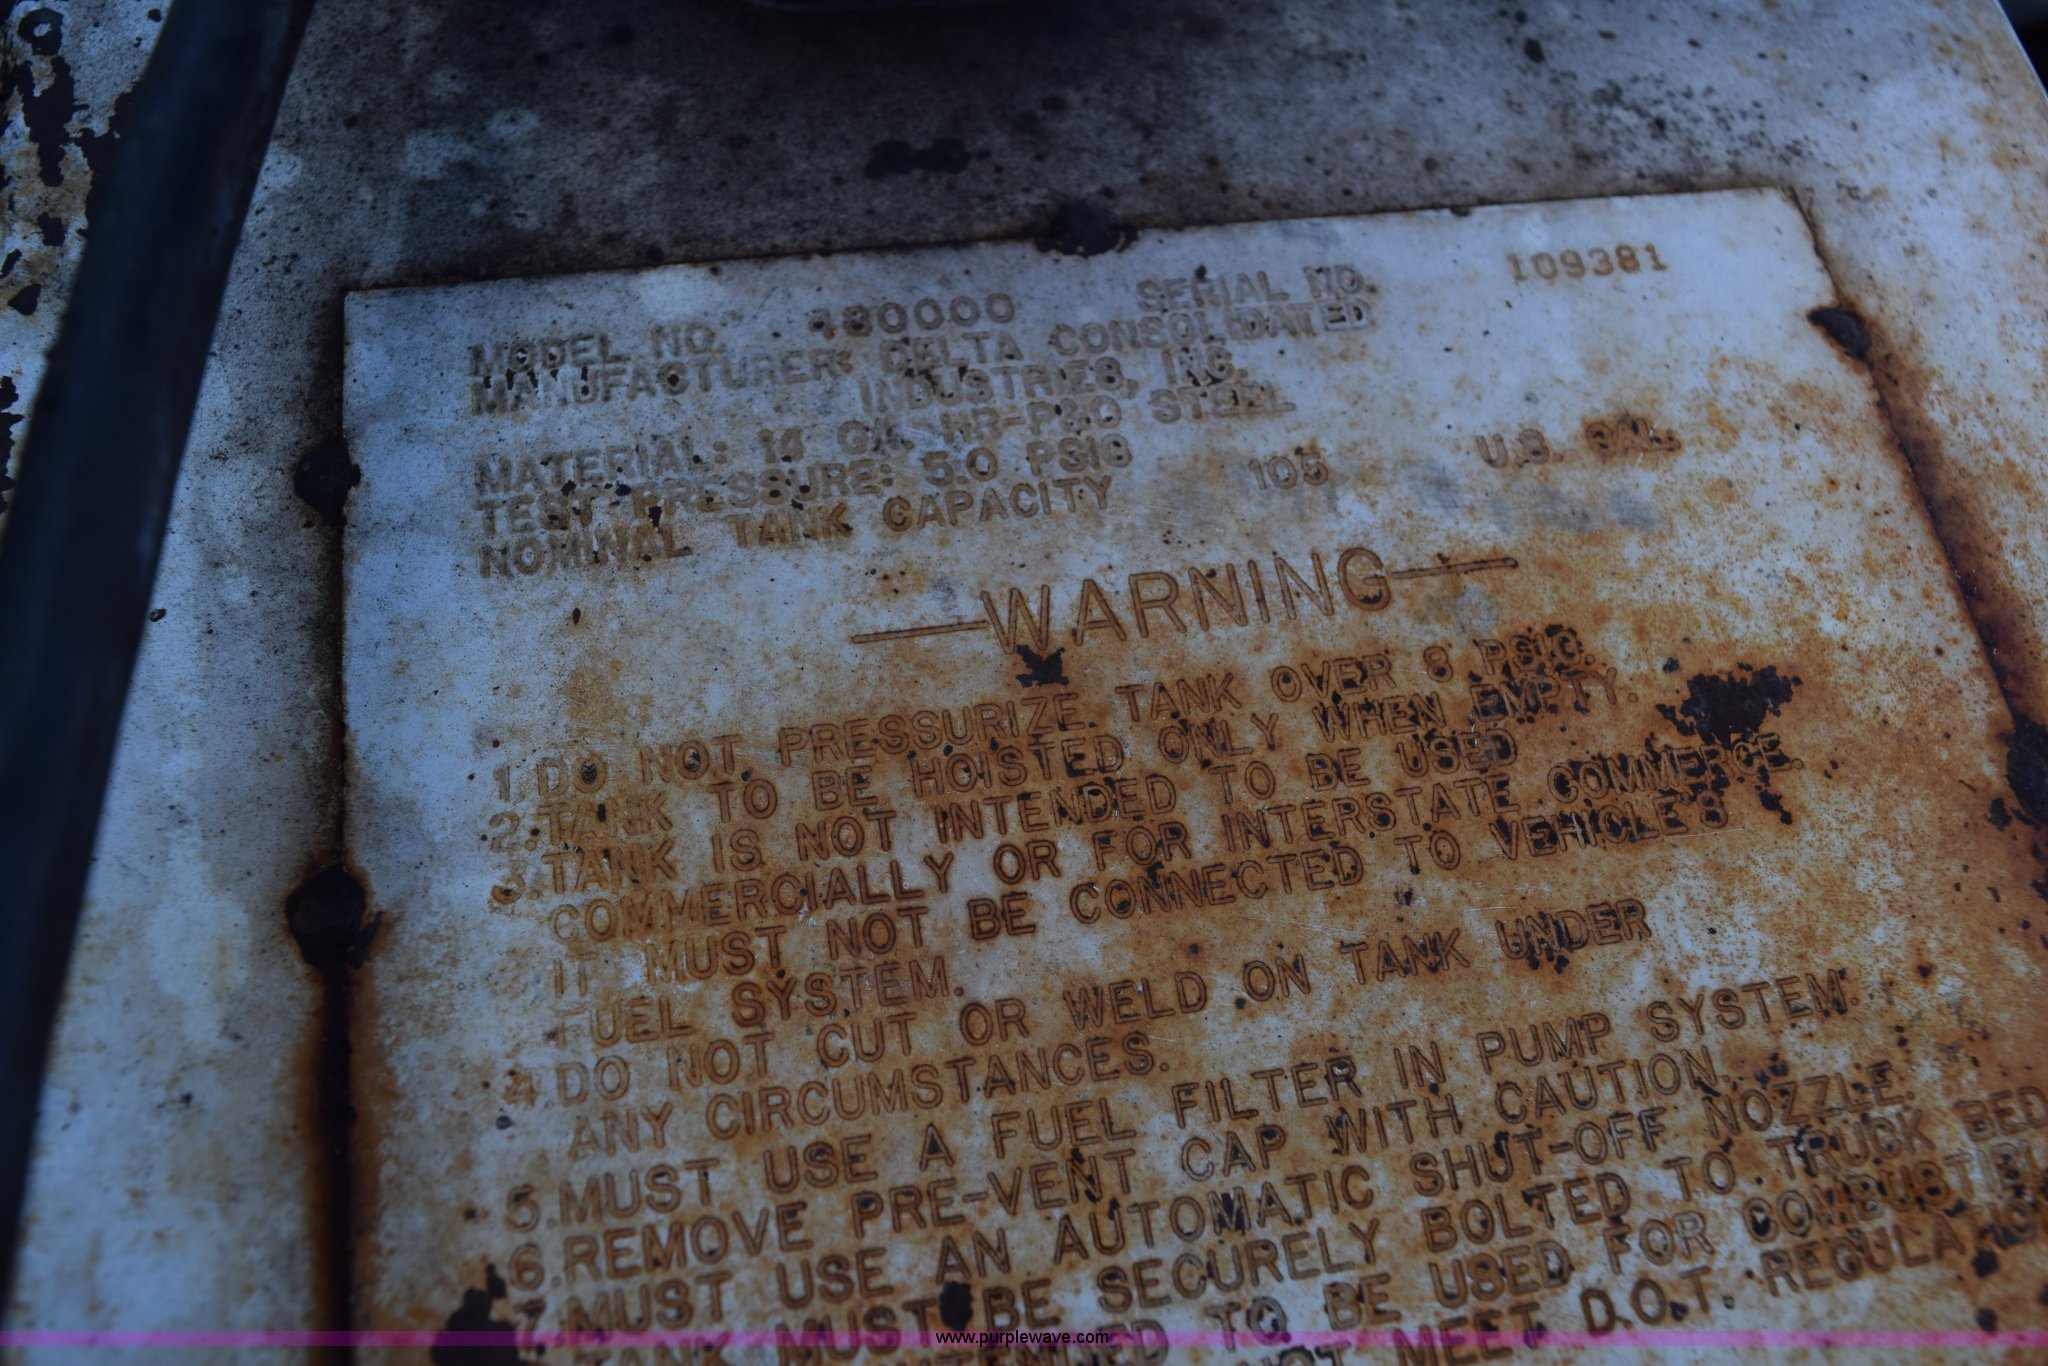 MODEL NO. 480000 SERIAL NO. 109381
MANUFACTURER: DELTA CONSOLIDATED
INDUSTRIES, INC.
MATERIAL: 14 GA. HR-P&O STEEL
TEST-PRESSURE: 5.0 PSIG
NOMINAL TANK CAPACITY 105 U.S. GAL.
WARNING
1. DO NOT PRESSURIZE TANK OVER 8 PSIG.
2. TANK TO BE HOISTED ONLY WHEN EMPTY.
3. TANK IS NOT INTENDED TO BE USED
COMMERCIALLY OR FOR INTERSTATE COMMERCE.
IT MUST NOT BE CONNECTED TO VEHICLE'S
FUEL SYSTEM.
4. DO NOT CUT OR WELD ON TANK UNDER
ANY CIRCUMSTANCES.
5. MUST USE A FUEL FILTER IN PUMP SYSTEM.
6. REMOVE PRE-VENT CAP WITH CAUTION.
7. MUST USE AN AUTOMATIC SHUT-OFF NOZZLE.
TANK MUST BE SECURELY BOLTED TO TRUCK BED
TO BE USED FOR COMBUSTIBL
NOT MEET D.O.T. REGULATION
www.purplewave.com